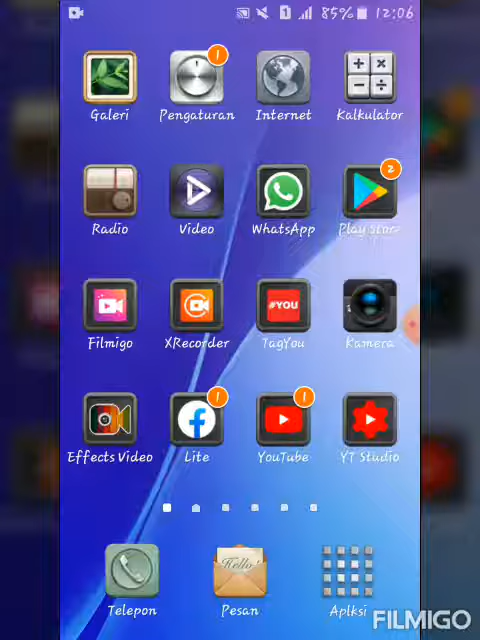 1 85% 12:06
1
Galeri Pengaturan Internet Kalkulator
2
Radio Video WhatsApp Play Store
#YOU
Filmigo XRecorder TagYou Kamera
1 1
Effects Video Lite YouTube YT Studio
Hello!
Telepon Pesan Aplksi
FILMIGO